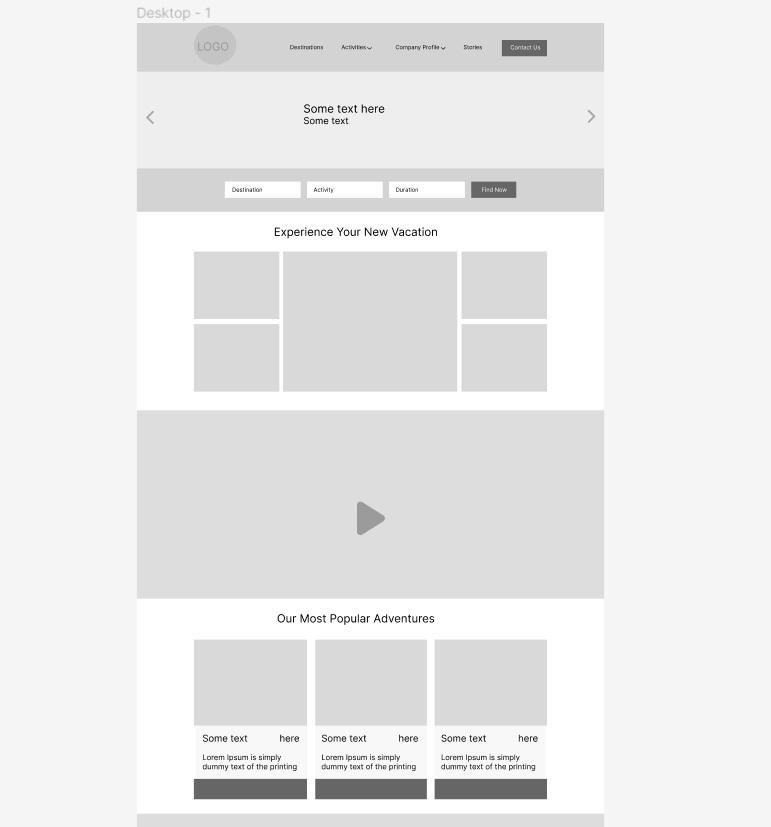 Desktop - 1
LOGO
Destinations
Activities
Company Profile
Stories
Contact Us
Some text here
Some text
Destination
Activity
Duration
Find Now
Experience Your New Vacation
Our Most Popular Adventures
Some text here
Lorem Ipsum is simply
dummy text of the printing
Some text here
Lorem Ipsum is simply
dummy text of the printing
Some text here
Lorem Ipsum is simply
dummy text of the printing